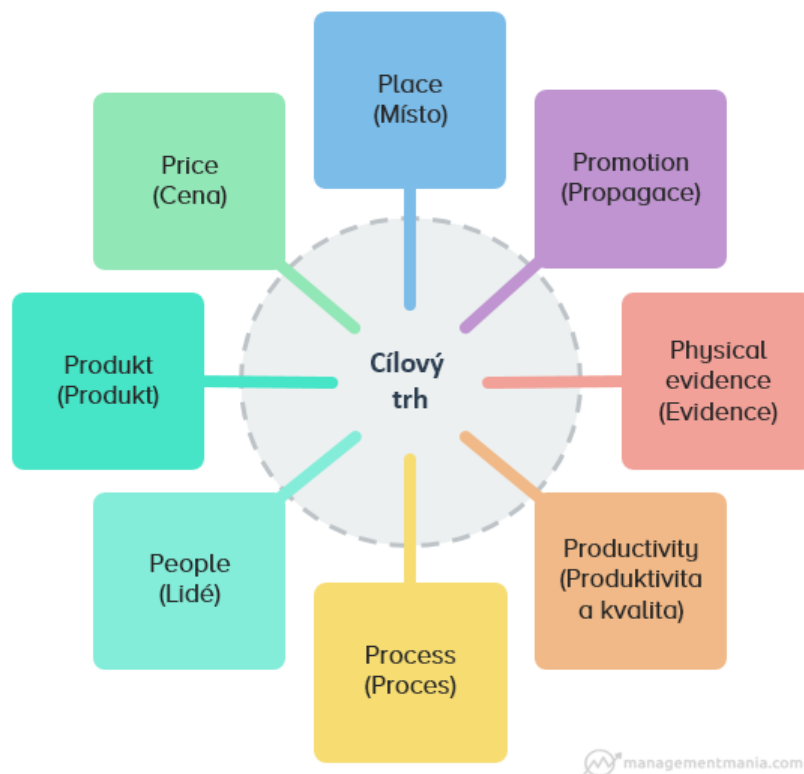 Place
(Místo)
Promotion
(Propagace)
Price
(Cena)
Physical
evidence
(Evidence)
Cílový
trh
Produkt
(Produkt)
Productivity
(Produktivita
a kvalita)
People
(Lidé)
Process
(Proces)
managementmania.com